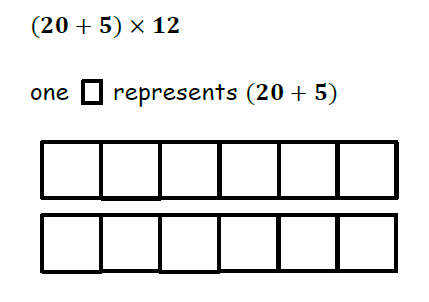 (20 + 5) × 12
one □ represents (20 + 5)